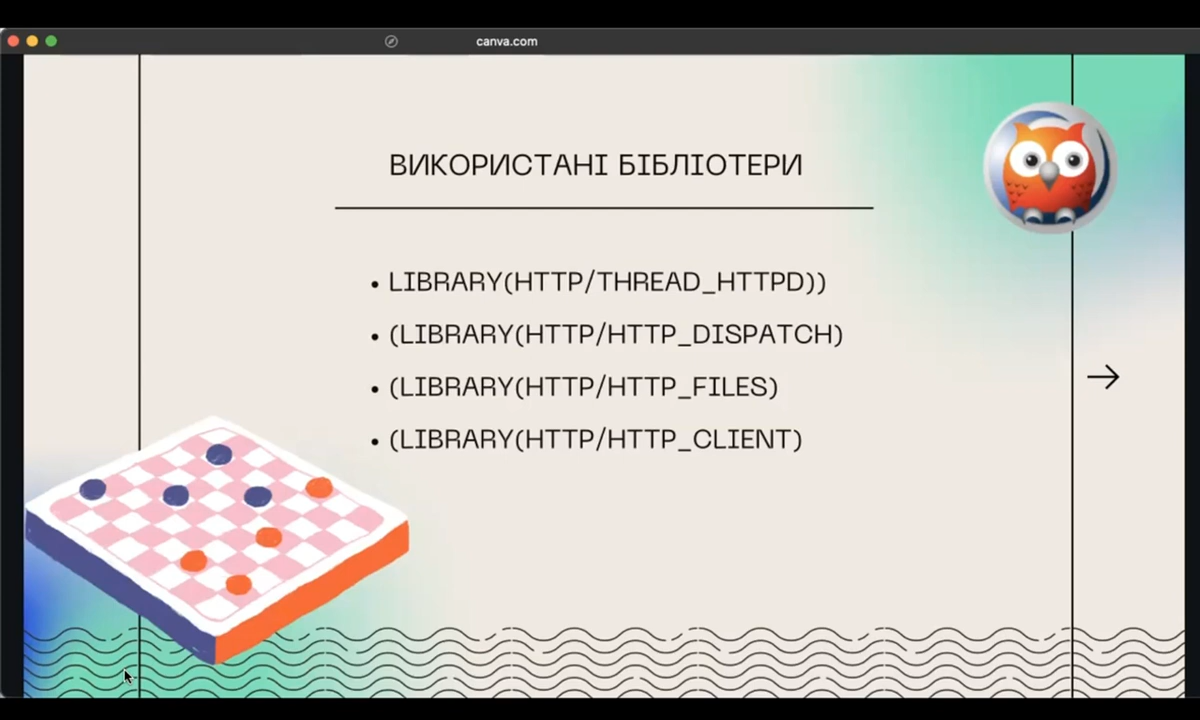 canva.com
ВИКОРИСТАНІ БІБЛІОТЕРИ
• LIBRARY(HTTP/THREAD_HTTPD))
• (LIBRARY(HTTP/HTTP_DISPATCH)
• (LIBRARY(HTTP/HTTP_FILES)
• (LIBRARY(HTTP/HTTP_CLIENT)